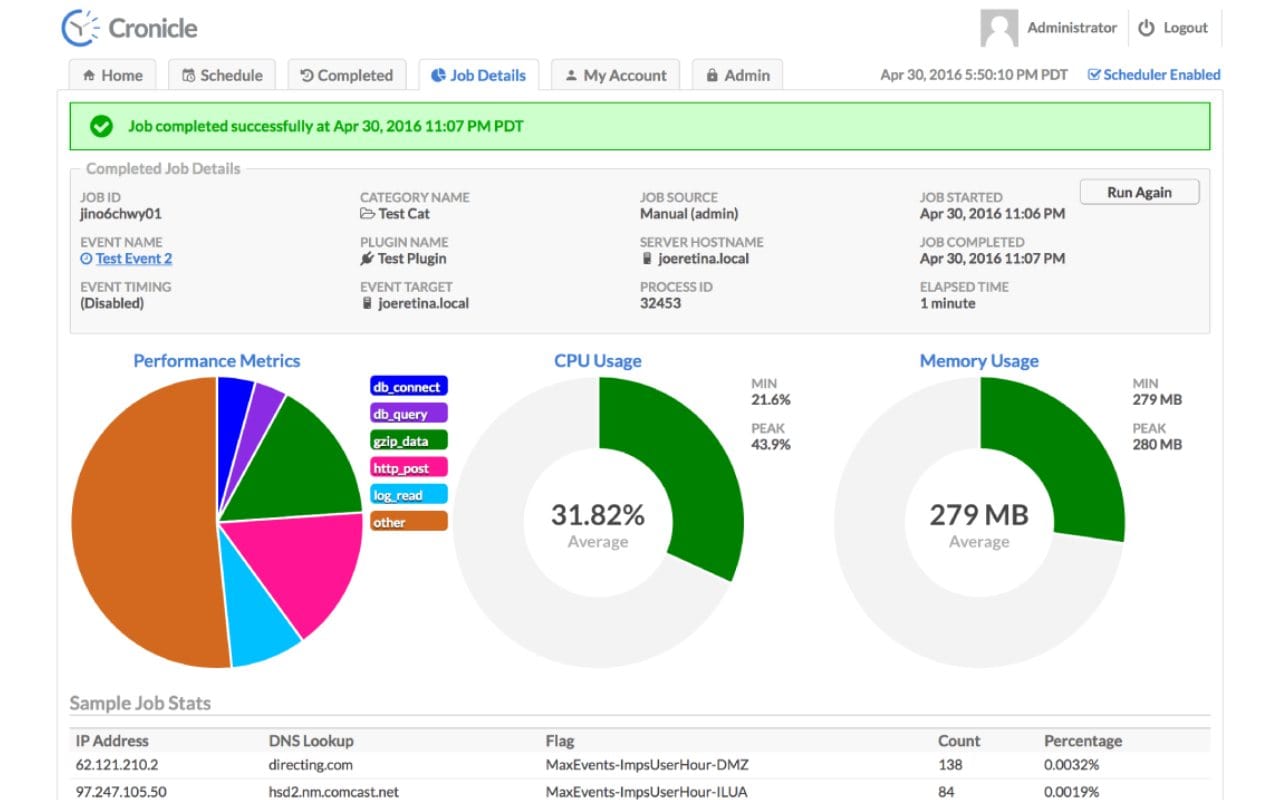 Cronicle
Administrator Logout
Home Schedule Completed Job Details My Account Admin Apr 30, 2016 5:50:10 PM PDT Scheduler Enabled
Job completed successfully at Apr 30, 2016 11:07 PM PDT
Completed Job Details
JOB ID CATEGORY NAME JOB SOURCE JOB STARTED Run Again
jino6chwy01 Test Cat Manual (admin) Apr 30, 2016 11:06 PM
EVENT NAME PLUGIN NAME SERVER HOSTNAME JOB COMPLETED
Test Event 2 Test Plugin joeretina.local Apr 30, 2016 11:07 PM
EVENT TIMING EVENT TARGET PROCESS ID ELAPSED TIME
(Disabled) joeretina.local 32453 1 minute
Performance Metrics CPU Usage Memory Usage
db_connect
db_query
gzip_data
http_post
log_read
other
MIN
21.6%
PEAK
43.9%
31.82%
Average
MIN
279 MB
PEAK
280 MB
279 MB
Average
Sample Job Stats
IP Address DNS Lookup Flag Count Percentage
62.121.210.2 directing.com MaxEvents-ImpsUserHour-DMZ 138 0.0032%
97.247.105.50 hsd2.nm.comcast.net MaxEvents-ImpsUserHour-ILUA 84 0.0019%